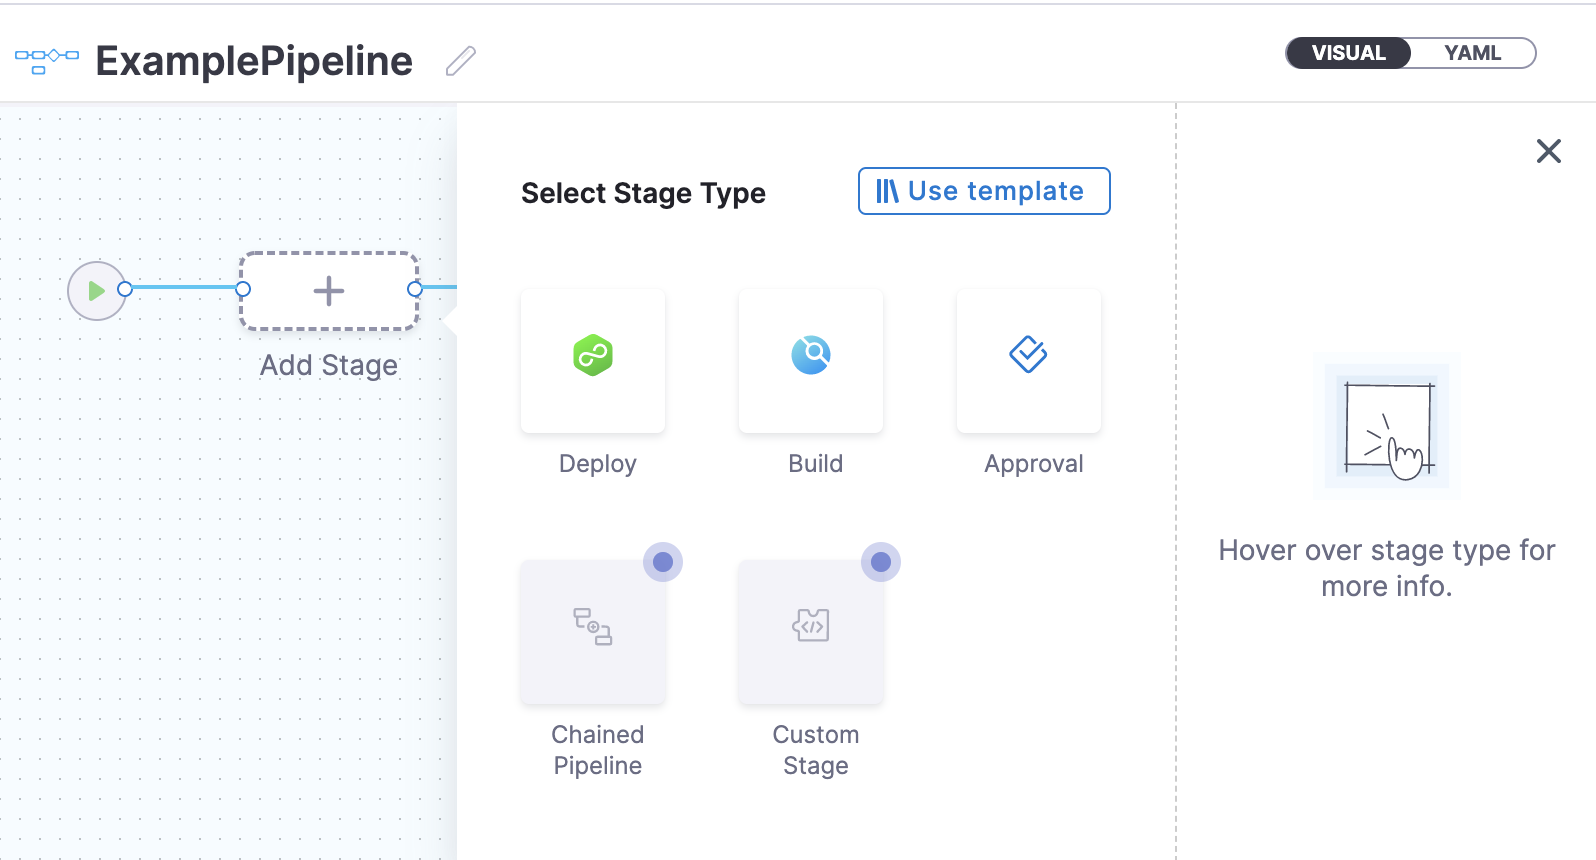 ExamplePipeline
VISUAL
YAML
Select Stage Type
Use template
Add Stage
Deploy
Build
Approval
Hover over stage type for
more info.
Chained
Pipeline
Custom
Stage